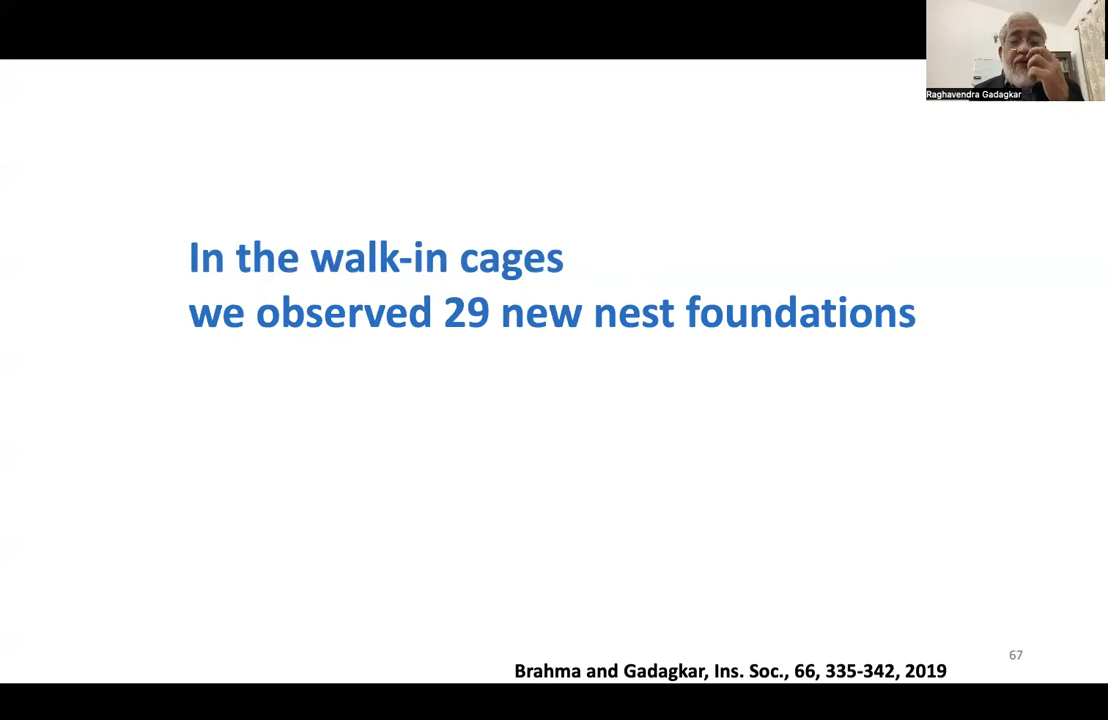 Raghavendra Gadagkar
In the walk-in cages
we observed 29 new nest foundations
67
Brahma and Gadagkar, Ins. Soc., 66, 335-342, 2019